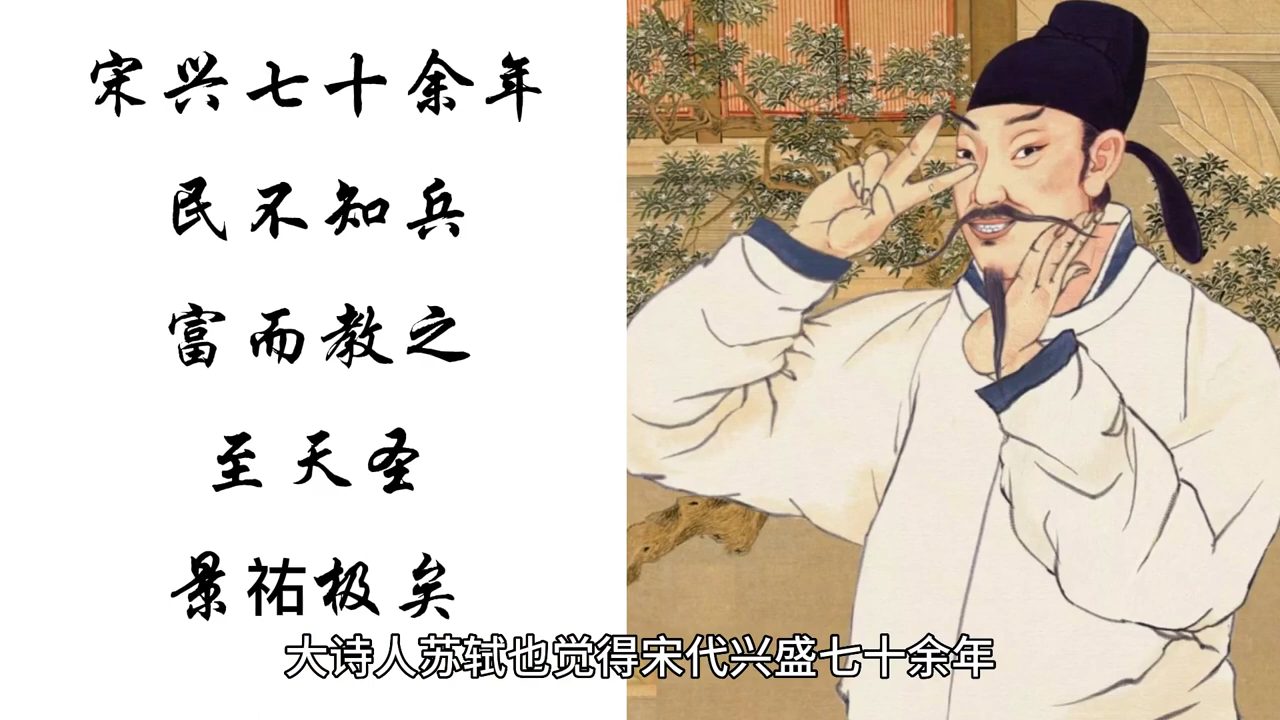 宋兴七十余年
民不知兵
富而教之
至天圣
景祐极矣
大诗人苏轼也觉得宋代兴盛七十余年